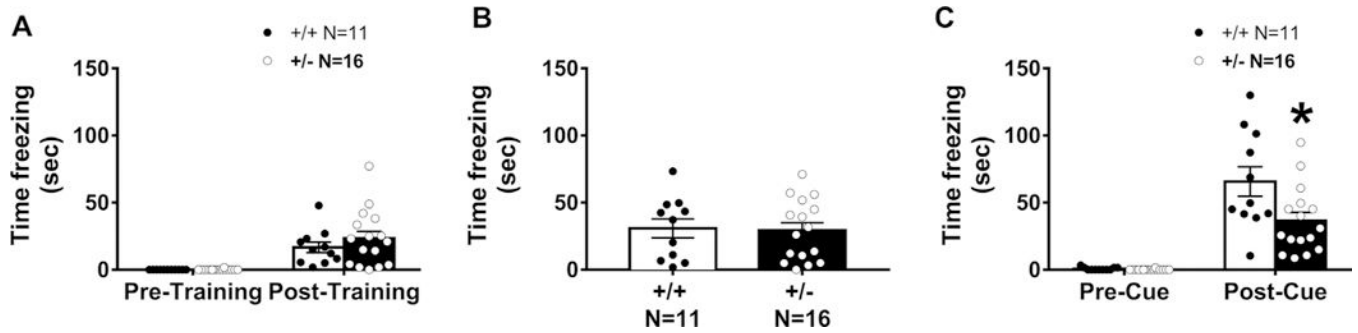 A
+/+ N=11
+/- N=16
Time freezing
(sec)
150
100
50
0
Pre-Training Post-Training
B
Time freezing
(sec)
150
100
50
0
+/+ +/-
N=11 N=16
C
+/+ N=11
+/- N=16
Time freezing
(sec)
150
100
50
0
*
Pre-Cue Post-Cue